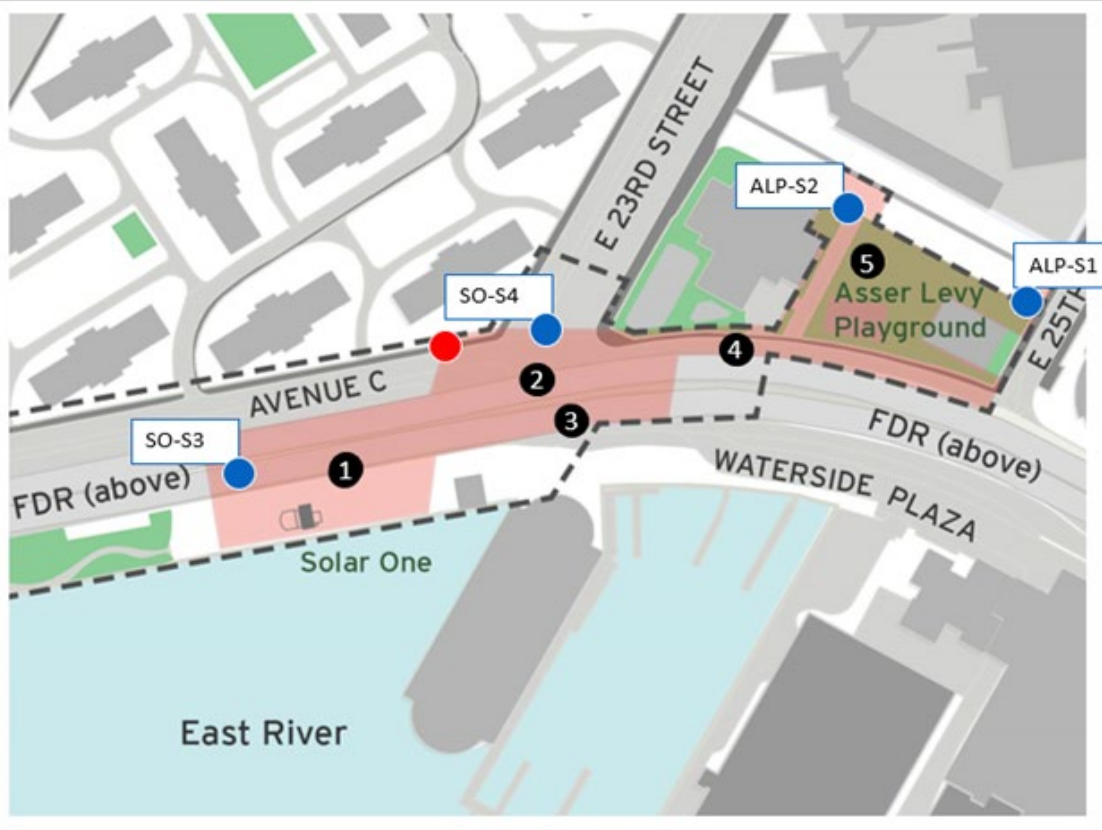 E 23RD STREET
ALP-S2
ALP-S1
5
Asser Levy
Playground
E 25TH
SO-S4
4
2
AVENUE C
3
FDR (above)
SO-S3
1
FDR (above)
WATERSIDE PLAZA
Solar One
East River